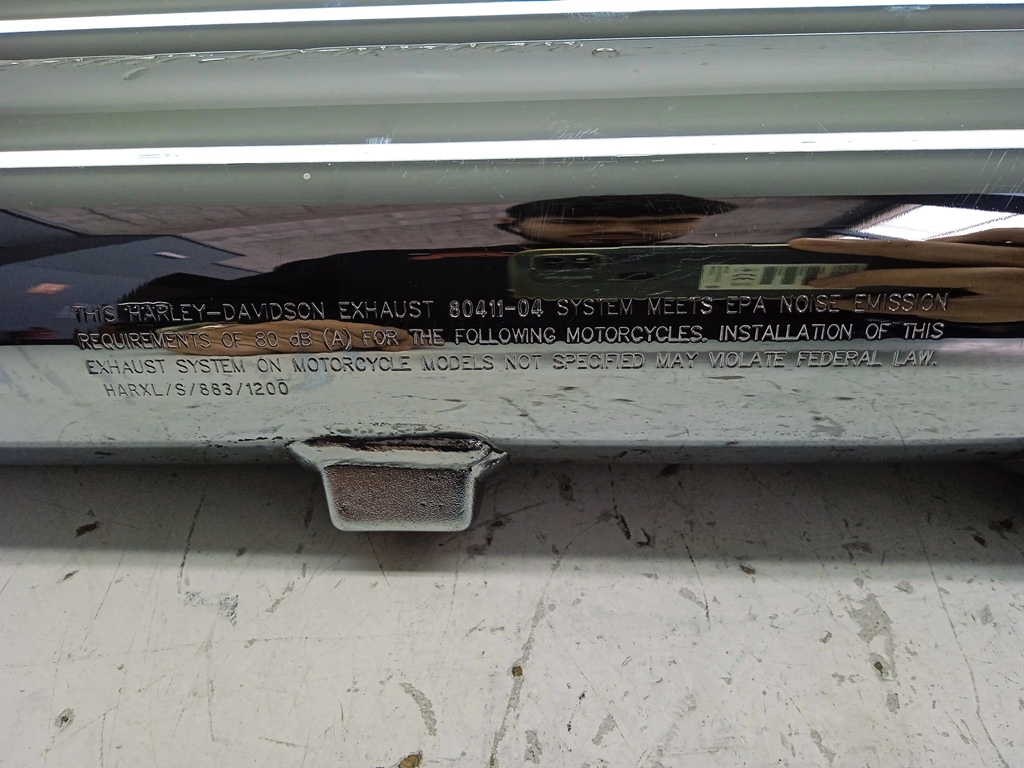 THIS HARLEY-DAVIDSON EXHAUST 80411-04 SYSTEM MEETS EPA NOISE EMISSION
REQUIREMENTS OF 80 dB (A) FOR THE FOLLOWING MOTORCYCLES. INSTALLATION OF THIS
EXHAUST SYSTEM ON MOTORCYCLE MODELS NOT SPECIFIED MAY VIOLATE FEDERAL LAW.
HARXL/S/883/1200